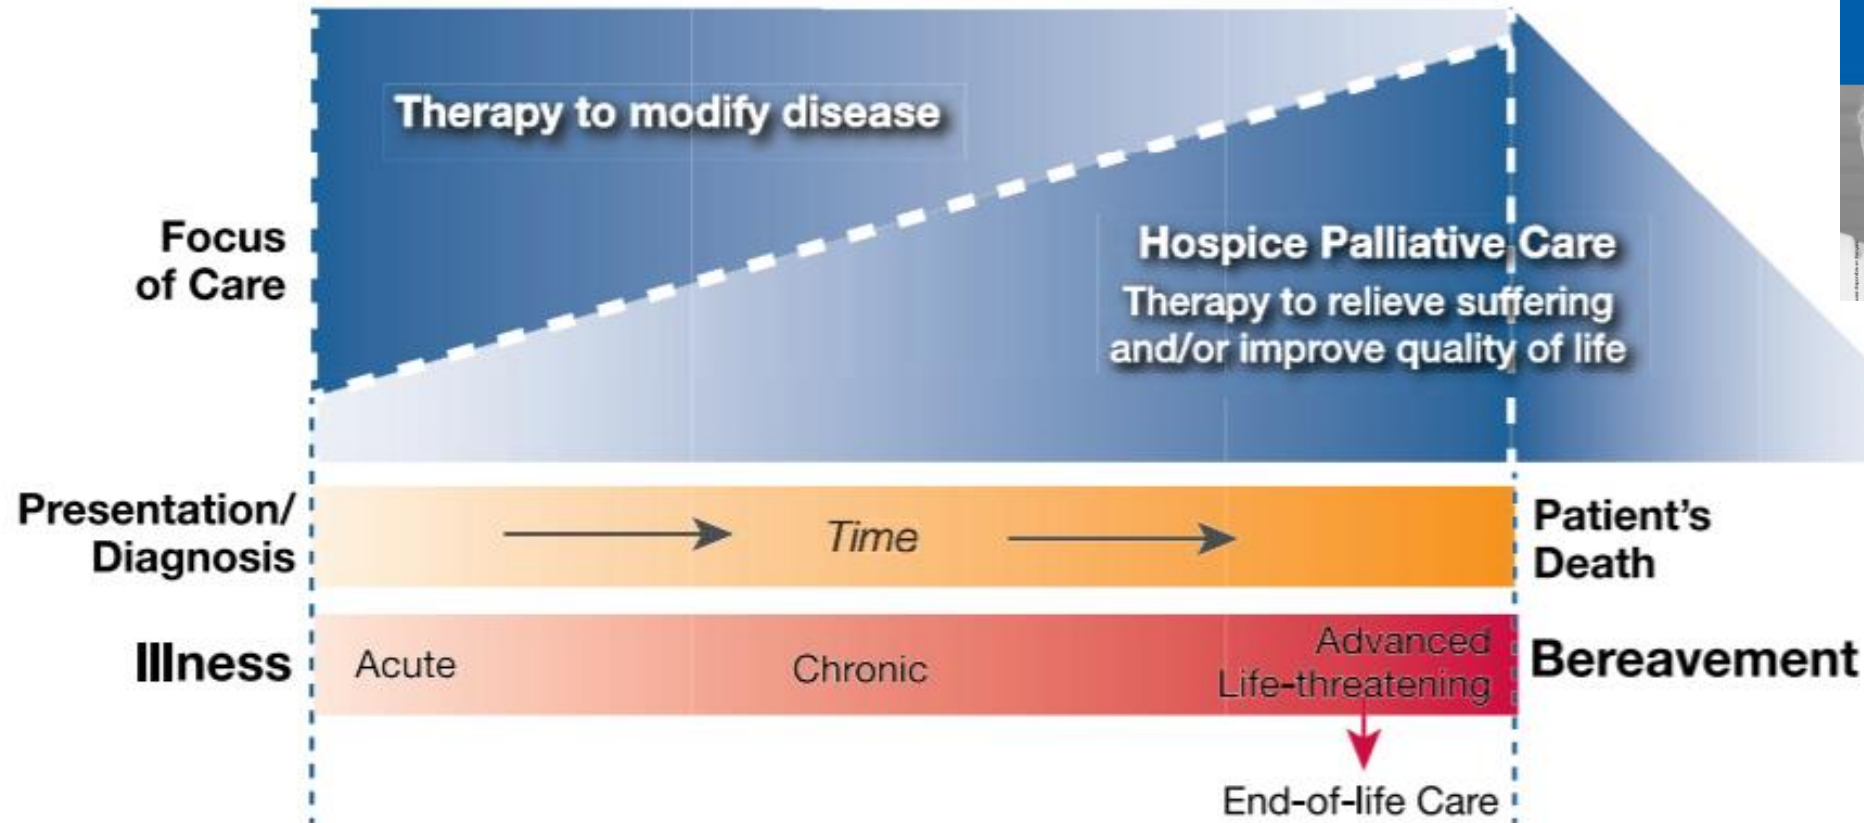 Therapy to modify disease
Focus
of Care
Hospice Palliative Care
Therapy to relieve suffering
and/or improve quality of life
Presentation/
Diagnosis
Time
Patient's
Death
Illness
Acute
Chronic
Advanced
Life-threatening
Bereavement
End-of-life Care